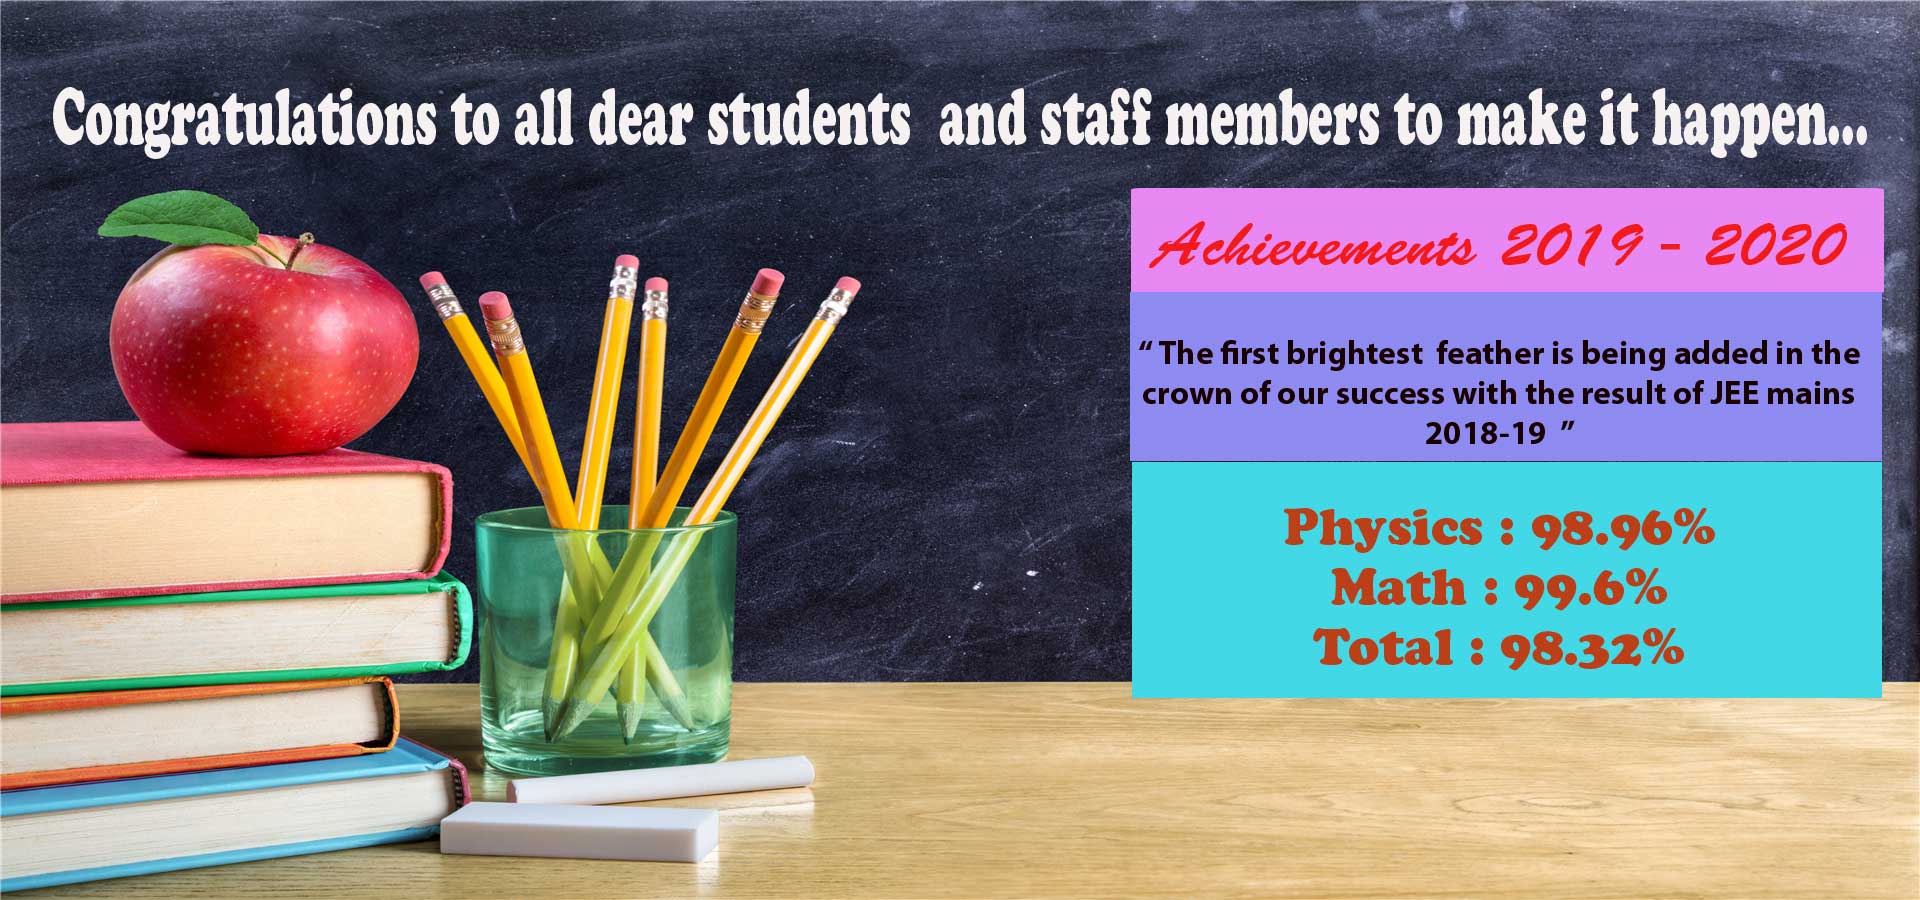 Congratulations to all dear students and staff members to make it happen...
Achievements 2019 - 2020
“ The first brightest feather is being added in the
crown of our success with the result of JEE mains
2018-19 ”
Physics : 98.96%
Math : 99.6%
Total : 98.32%